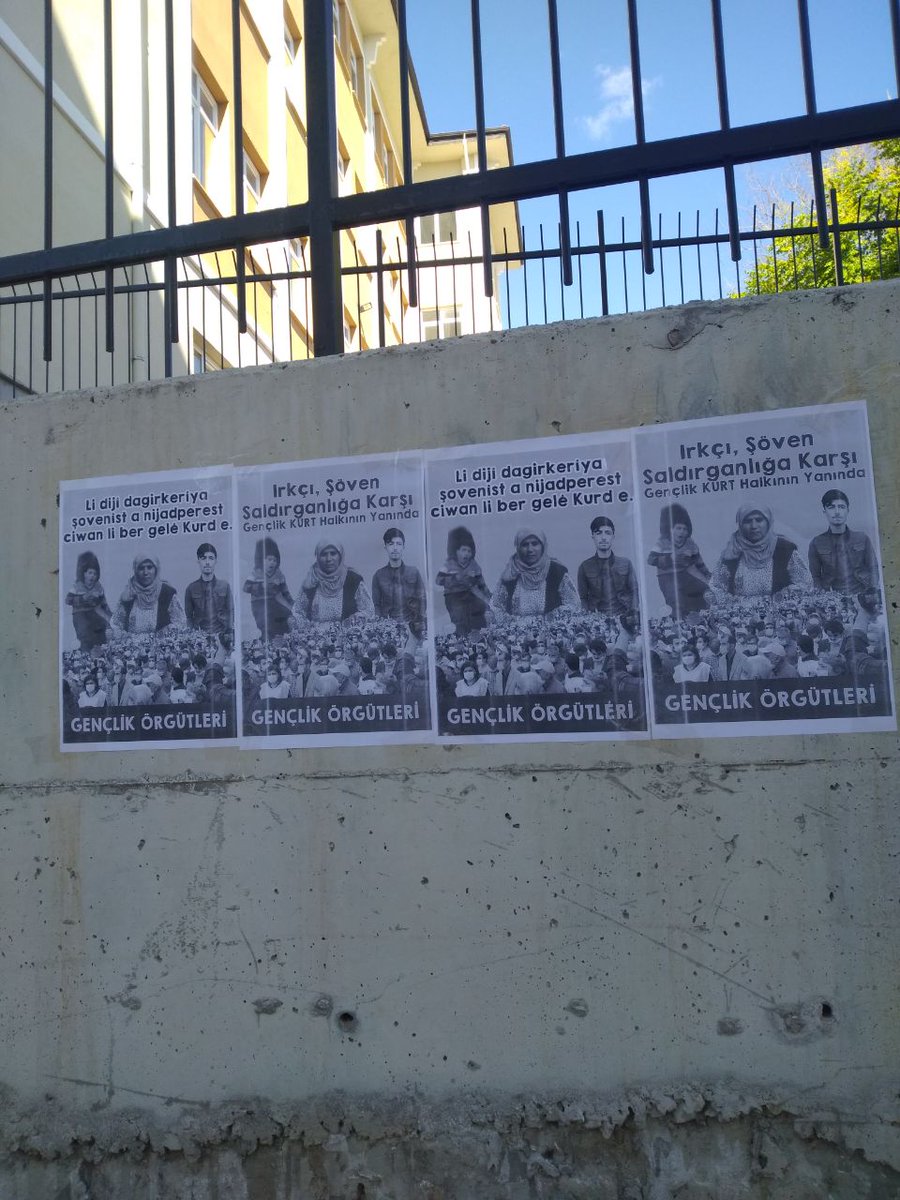 Li diji dagirkeriya
şovenist a nijadperest
ciwan li ber gelê Kurd e.
GENÇLİK ÖRGÜTLERİ
Irkçı, Şöven
Saldırganlığa Karşı
Gençlik KÜRT Halkının Yanında
GENÇLİK ÖRGÜTLERİ
Li diji dagirkeriya
şovenist a nijadperest
ciwan li ber gelê Kurd e.
GENÇLİK ÖRGÜTLERİ
Irkçı, Şöven
Saldırganlığa Karşı
Gençlik KÜRT Halkının Yanında
GENÇLİK ÖRGÜTLERİ